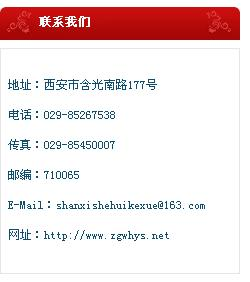 联系我们
地址：西安市含光南路177号
电话：029-85267538
传真：029-85450007
邮编：710065
E-Mail：shanxishehuikexue@163.com
网址：http://www.zgwhys.net